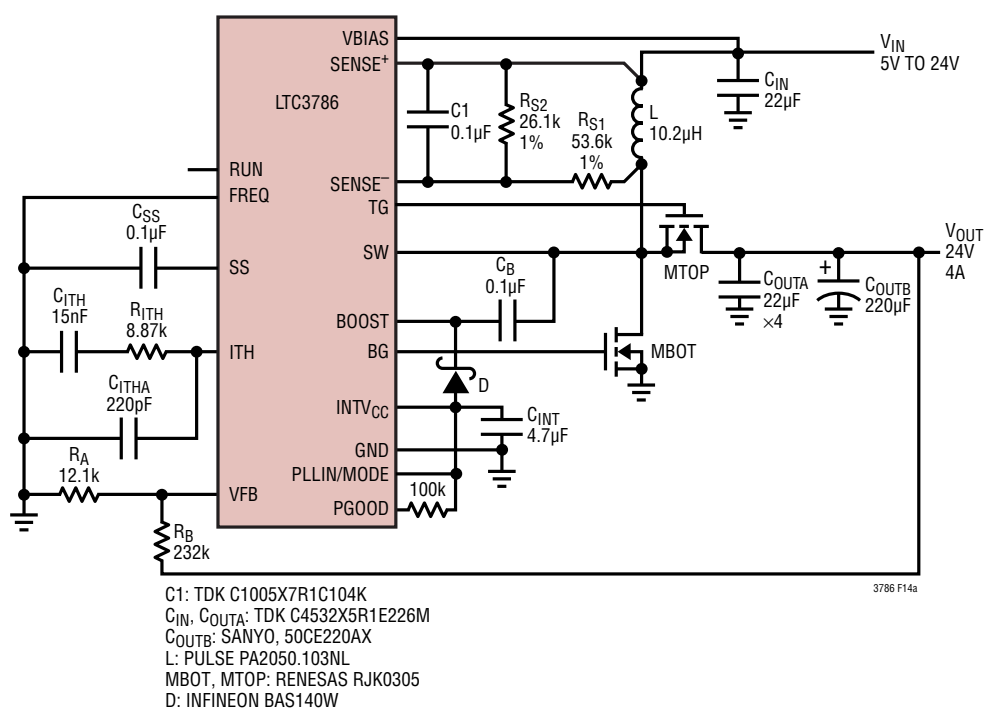 VBIAS
SENSE⁺
LTC3786
RUN
FREQ
SENSE⁻
TG
SW
SS
ITH
BOOST
BG
INTVCC
GND
PLLIN/MODE
PGOOD
VFB
VIN
5V TO 24V
CIN
22µF
C1
0.1µF
RS2
26.1k
1%
RS1
53.6k
1%
L
10.2µH
MTOP
VOUT
24V
4A
COUTA
22µF
×4
+
COUTB
220µF
CB
0.1µF
MBOT
D
CINT
4.7µF
100k
CSS
0.1µF
CITH
15nF
RITH
8.87k
CITHA
220pF
RA
12.1k
RB
232k
3786 F14a
C1: TDK C1005X7R1C104K
CIN, COUTA: TDK C4532X5R1E226M
COUTB: SANYO, 50CE220AX
L: PULSE PA2050.103NL
MBOT, MTOP: RENESAS RJK0305
D: INFINEON BAS140W